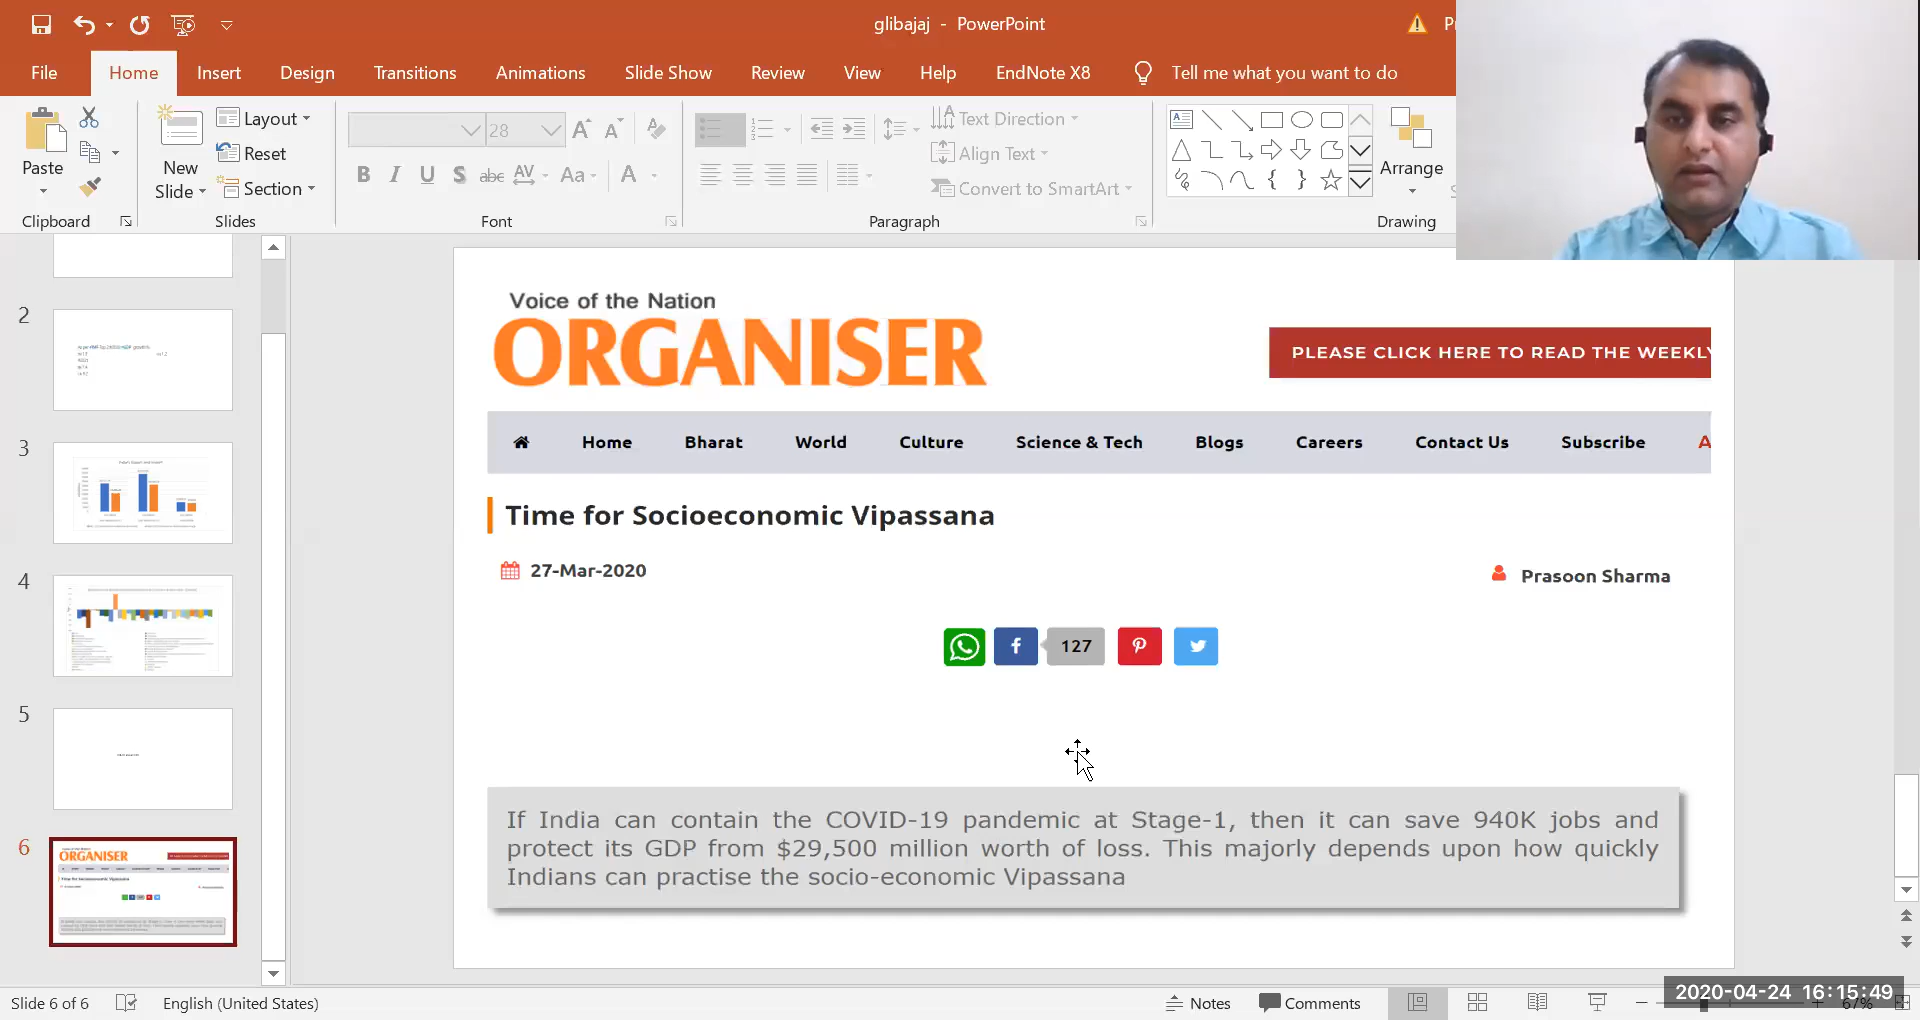 glibajaj - PowerPoint
File Home Insert Design Transitions Animations Slide Show Review View Help EndNote X8 Tell me what you want to do
Paste
Clipboard
New
Slide
Layout
Reset
Section
Slides
28
B I U S abc AV Aa A
Font
Text Direction
Align Text
Convert to SmartArt
Paragraph
Arrange
Drawing
2
3
4
5
6
Voice of the Nation
ORGANISER
PLEASE CLICK HERE TO READ THE WEEKLY
Home Bharat World Culture Science & Tech Blogs Careers Contact Us Subscribe A
Time for Socioeconomic Vipassana
27-Mar-2020
Prasoon Sharma
127
If India can contain the COVID-19 pandemic at Stage-1, then it can save 940K jobs and
protect its GDP from $29,500 million worth of loss. This majorly depends upon how quickly
Indians can practise the socio-economic Vipassana
Slide 6 of 6 English (United States) Notes Comments 67%
2020-04-24 16:15:49